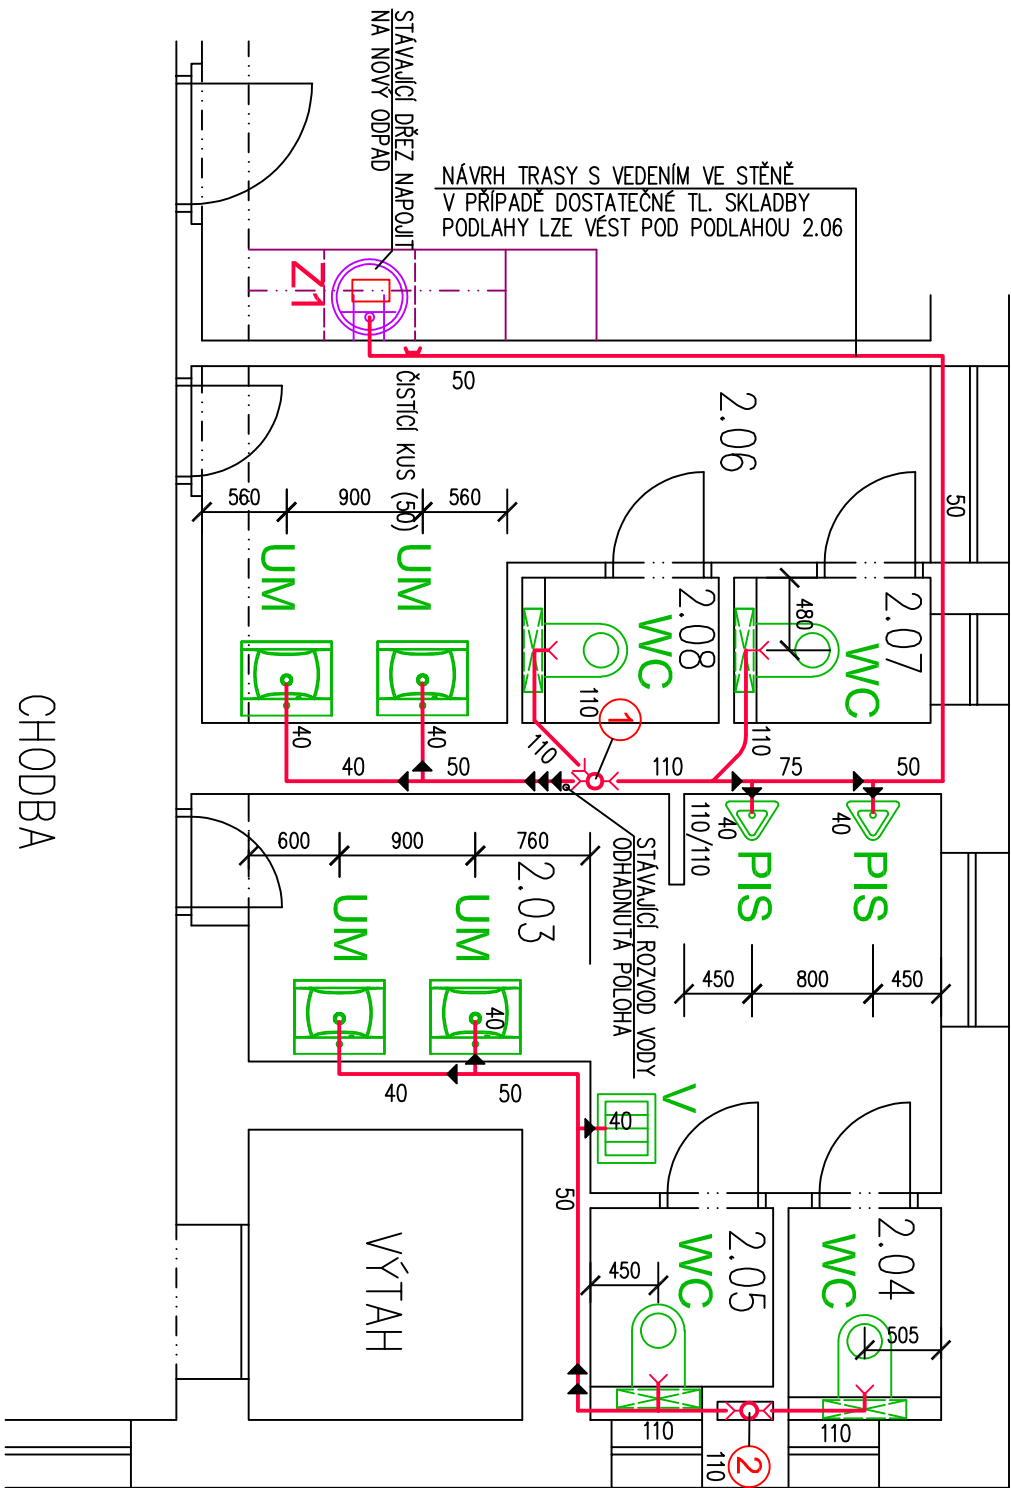 STÁVAJÍCÍ DŘEZ NAPOJIT
NA NOVÝ ODPAD
NÁVRH TRASY S VEDENÍM VE STĚNĚ
V PŘÍPADĚ DOSTATEČNÉ TL. SKLADBY
PODLAHY LZE VÉST POD PODLAHOU 2.06
Z1
50
ČISTÍCÍ KUS (50)
2.06
50
560
900
560
UM
UM
2.08
WC
480
2.07
WC
110
1
40
40
110
110
40
50
110
75
50
110/110
40
40
PIS
PIS
STÁVAJÍCÍ ROZVOD VODY
ODHADNUTÁ POLOHA
600
900
760
2.03
UM
UM
450
800
450
40
40
50
V
40
50
CHODBA
VÝTAH
2.05
WC
450
2.04
WC
505
110
110
110
2